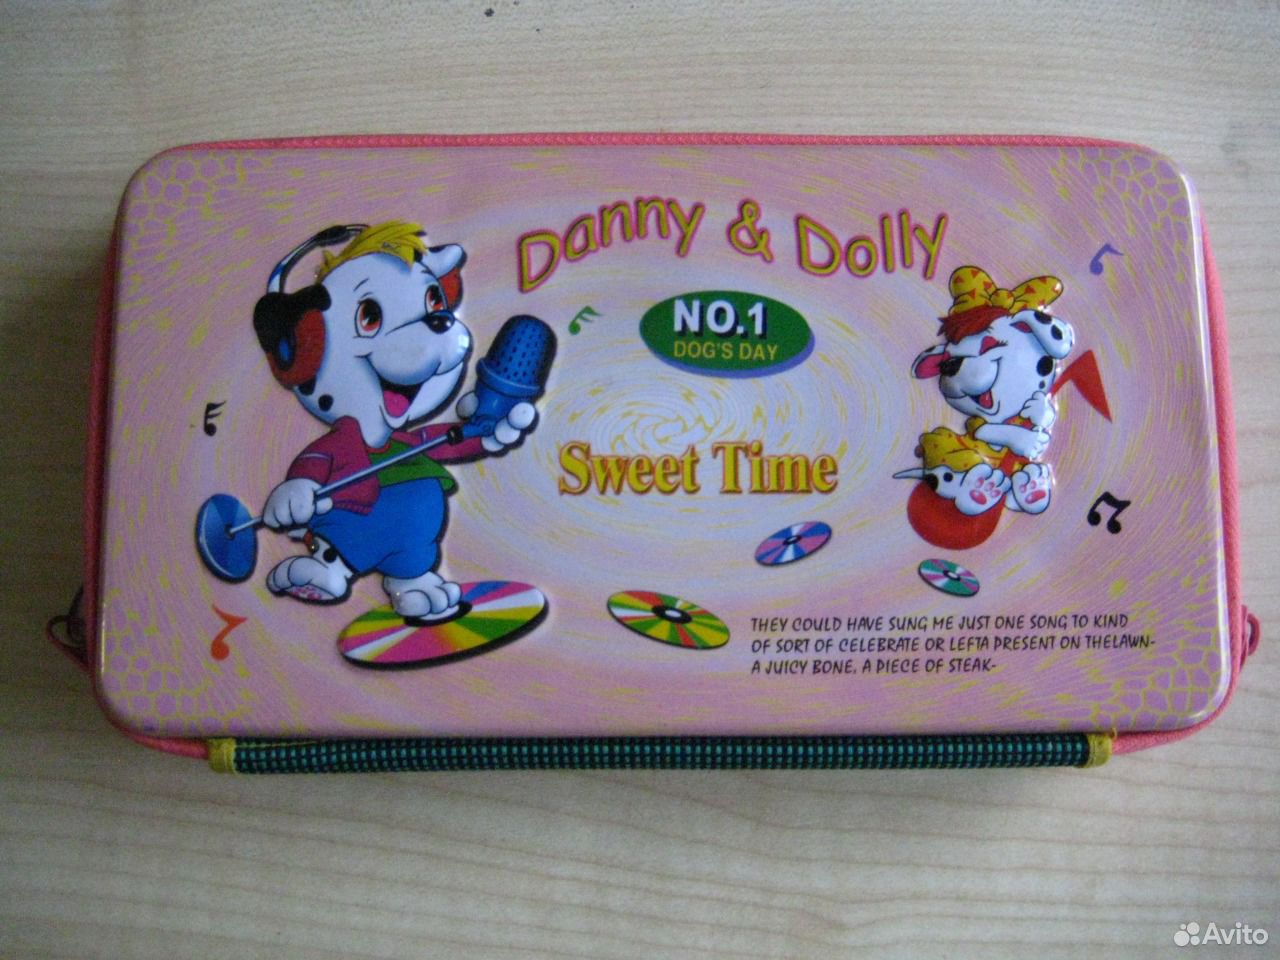 Danny & Dolly
NO.1
DOG'S DAY
Sweet Time
THEY COULD HAVE SUNG ME JUST ONE SONG TO KIND
OF SORT OF CELEBRATE OR LEFTA PRESENT ON THELAWN-
A JUICY BONE, A PIECE OF STEAK-
Avito